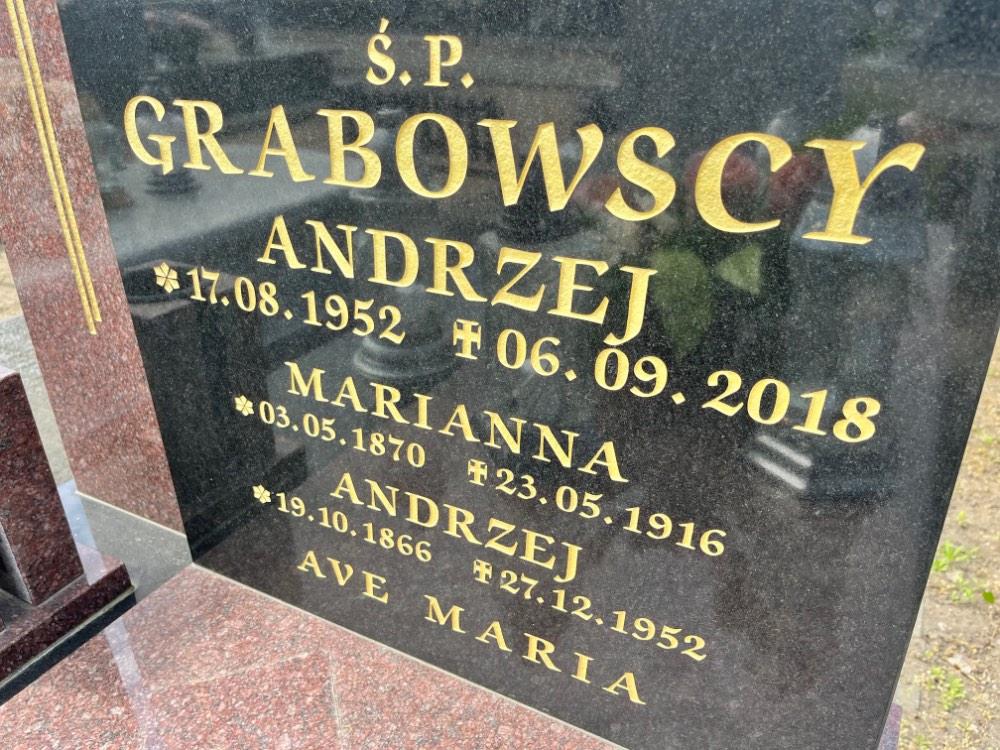 Ś.P.
GRABOWSCY
ANDRZEJ
* 17.08.1952 ✝ 06.09.2018
MARIANNA
* 03.05.1870 ✝ 23.05.1916
ANDRZEJ
* 19.10.1866 ✝ 27.12.1952
AVE MARIA